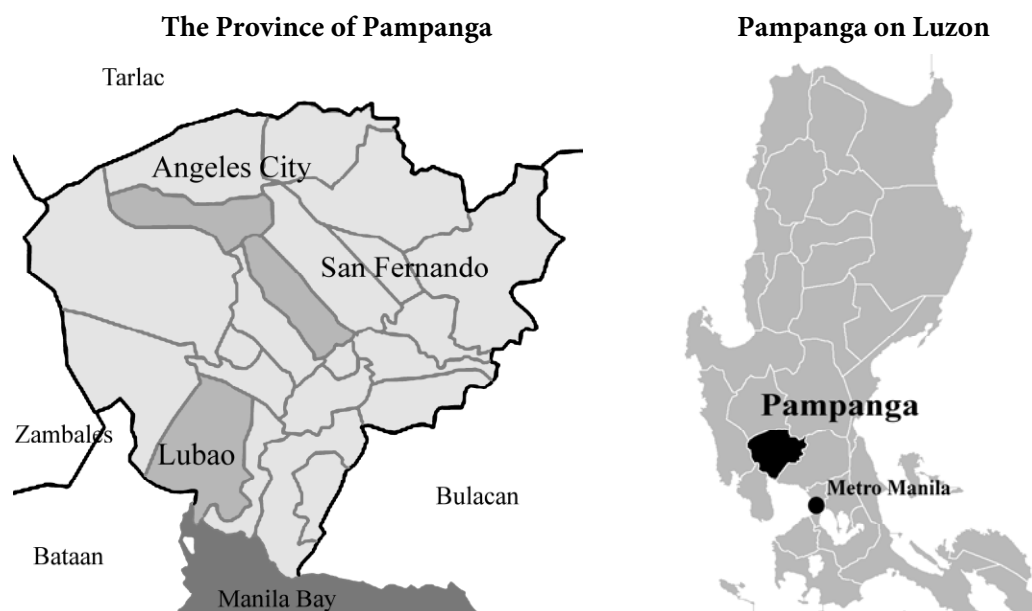 The Province of Pampanga
Tarlac
Angeles City
San Fernando
Zambales
Lubao
Bulacan
Bataan
Manila Bay
Pampanga on Luzon
Pampanga
Metro Manila